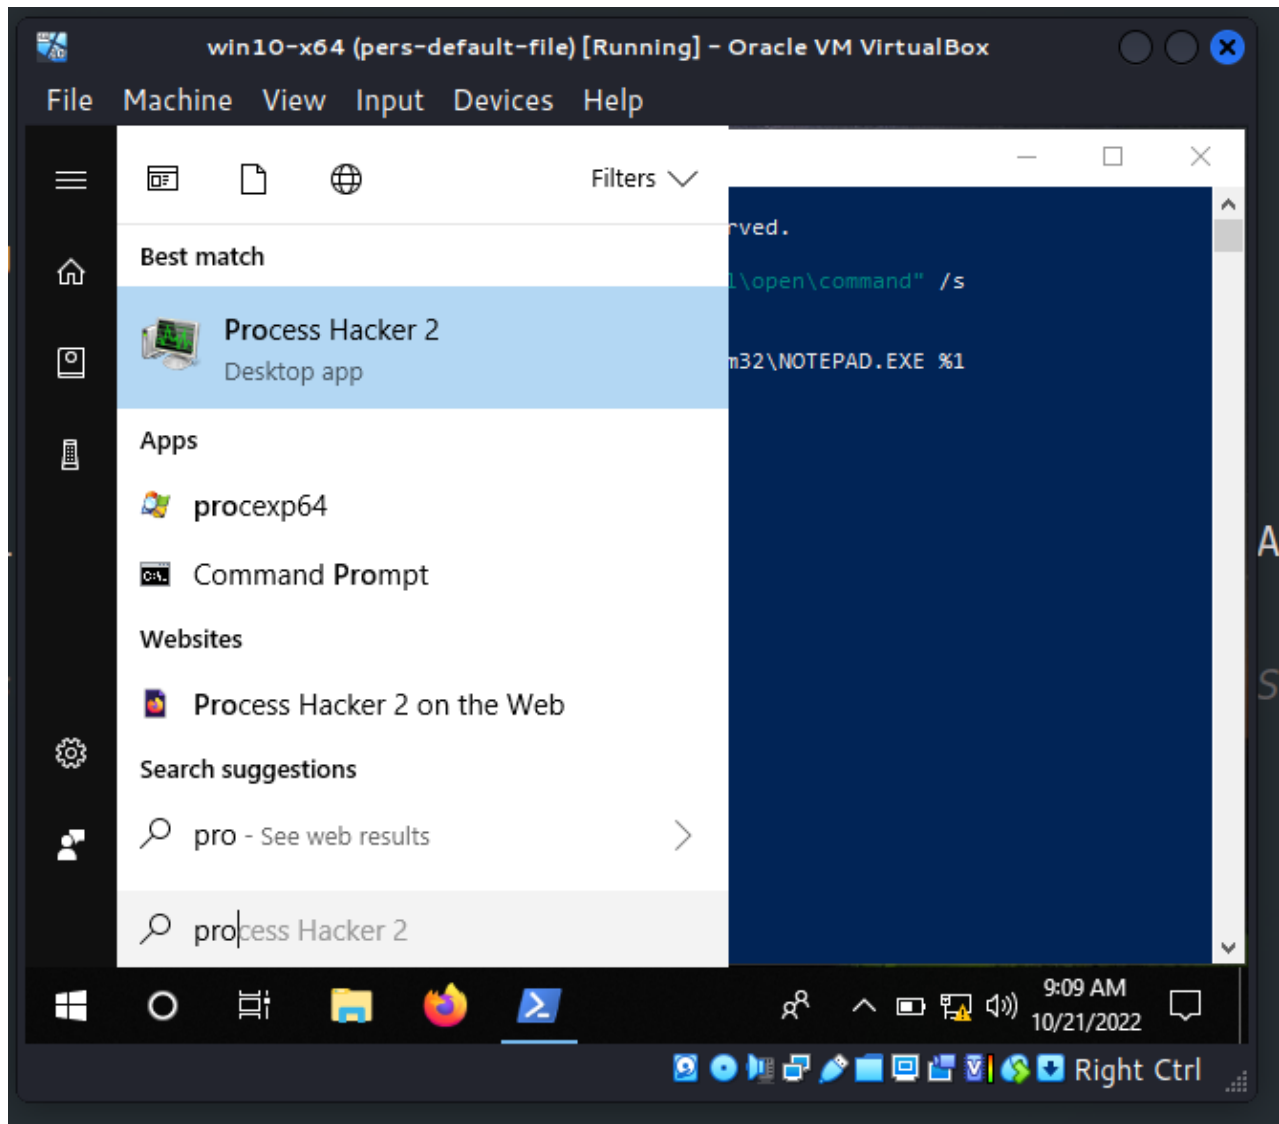 win10-x64 (pers-default-file) [Running] - Oracle VM VirtualBox
File Machine View Input Devices Help
Filters
Best match
Process Hacker 2
Desktop app
Apps
procexp64
Command Prompt
Websites
Process Hacker 2 on the Web
Search suggestions
pro - See web results
process Hacker 2
rved.
l\open\command" /s
m32\NOTEPAD.EXE %1
A
S
9:09 AM
10/21/2022
Right Ctrl